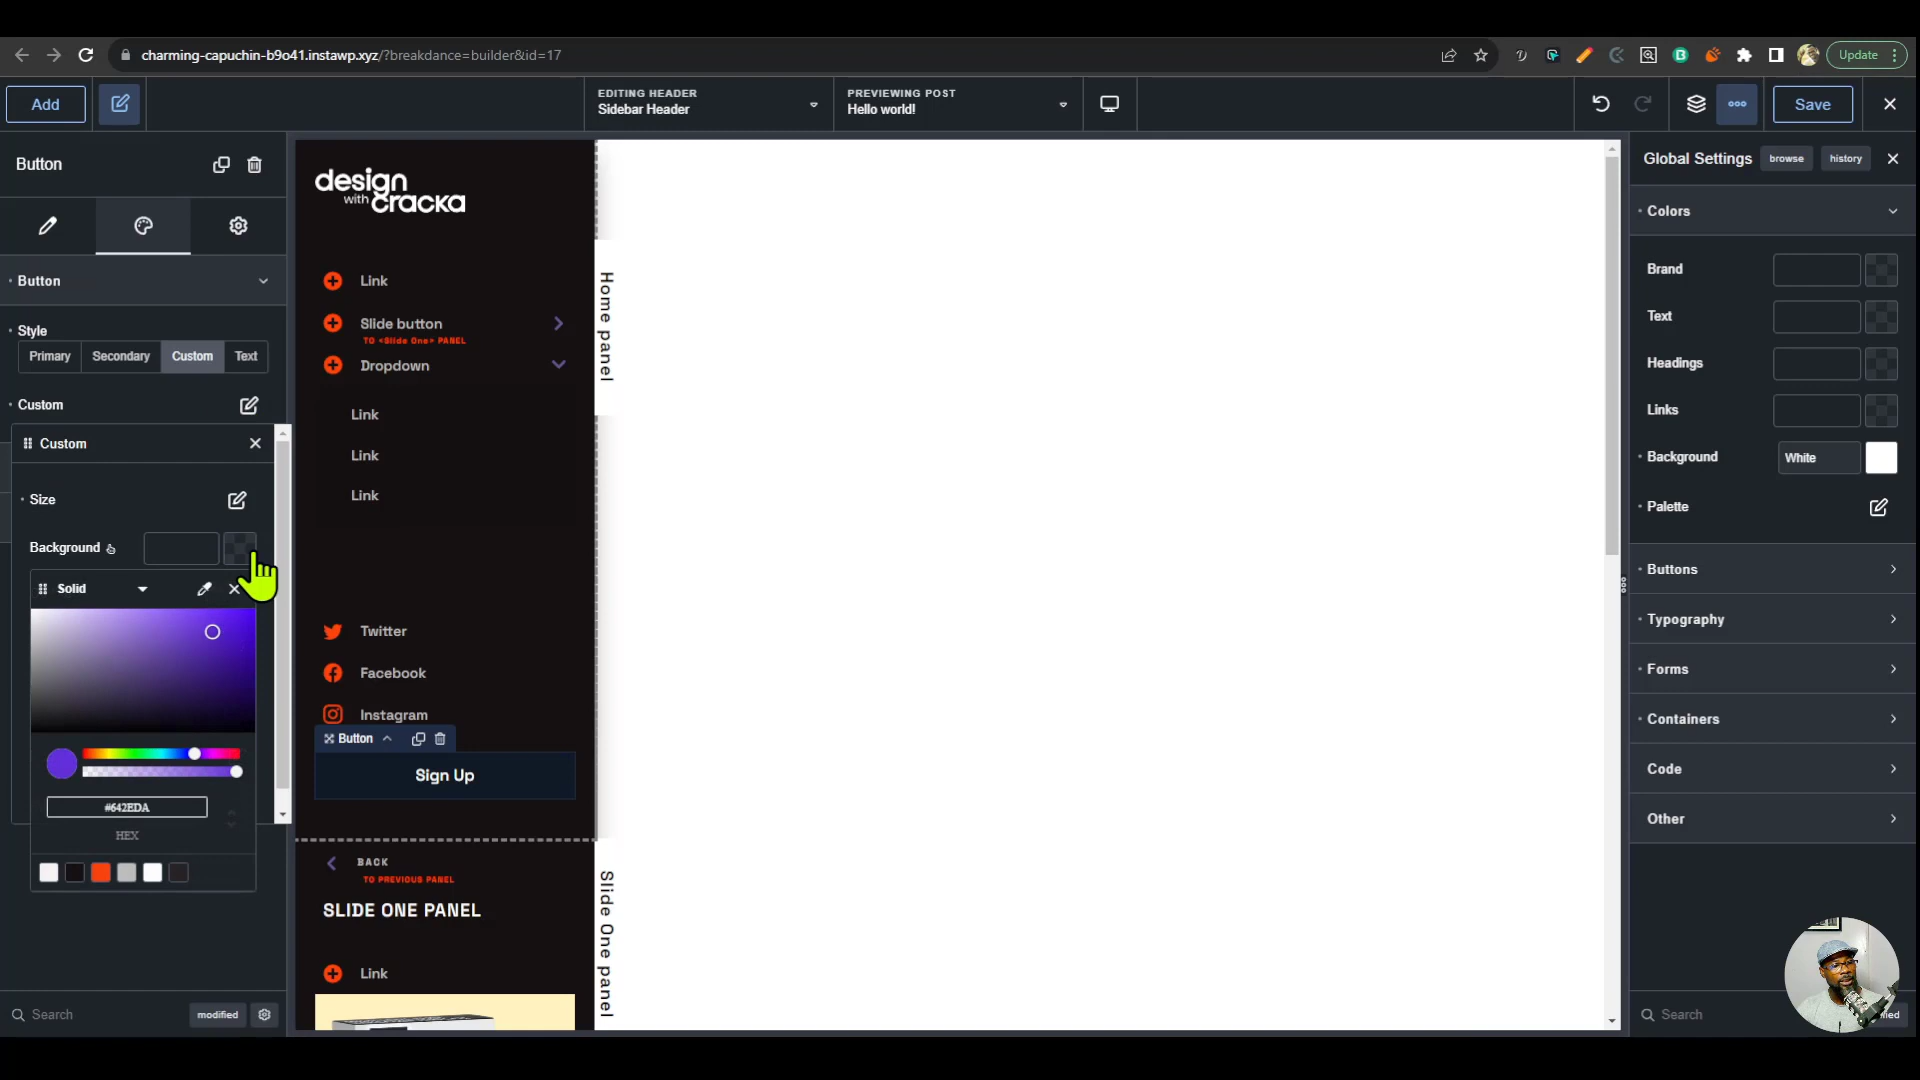 charming-capuchin-b9o41.instawp.xyz/?breakdance=builder&id=17
Update
Add
EDITING HEADER
Sidebar Header
PREVIEWING POST
Hello world!
Save
Button
Button
Style
Primary
Secondary
Custom
Text
Custom
Custom
Size
Background
Solid
#642EDA
HEX
Search
modified
design
with cracka
Link
Slide button
TO <Slide One> PANEL
Dropdown
Link
Link
Link
Twitter
Facebook
Instagram
Button
Sign Up
BACK
TO PREVIOUS PANEL
SLIDE ONE PANEL
Link
Home panel
Slide One panel
Global Settings
browse
history
Colors
Brand
Text
Headings
Links
Background
White
Palette
Buttons
Typography
Forms
Containers
Code
Other
Search